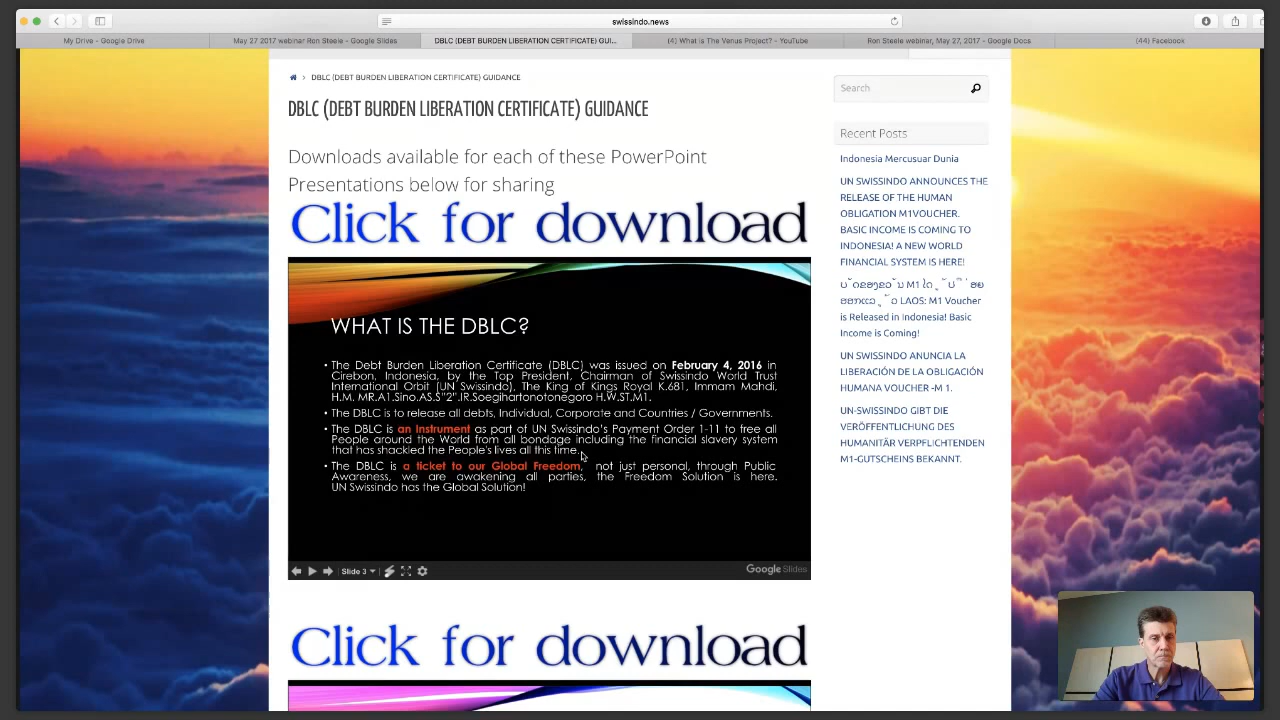 swissindo.news
My Drive - Google Drive
May 27 2017 webinar Ron Steele - Google Slides
DBLC (DEBT BURDEN LIBERATION CERTIFICATE) GUI...
(4) What is The Venus Project? - YouTube
Ron Steele webinar, May 27, 2017 - Google Docs
(44) Facebook
DBLC (DEBT BURDEN LIBERATION CERTIFICATE) GUIDANCE
DBLC (DEBT BURDEN LIBERATION CERTIFICATE) GUIDANCE
Downloads available for each of these PowerPoint
Presentations below for sharing
Click for download
WHAT IS THE DBLC?
• The Debt Burden Liberation Certificate (DBLC) was issued on February 4, 2016 in
Cirebon, Indonesia, by the Top President, Chairman of Swissindo World Trust
International Orbit (UN Swissindo), The King of Kings Royal K.681, Immam Mahdi,
H.M. MR.A1.Sino.AS.S"2".IR.Soegihartonotonegoro H.W.ST.M1.
• The DBLC is to release all debts, Individual, Corporate and Countries / Governments.
• The DBLC is an Instrument as part of UN Swissindo's Payment Order 1-11 to free all
People around the World from all bondage including the financial slavery system
that has shackled the People's lives all this time.
• The DBLC is a ticket to our Global Freedom, not just personal, through Public
Awareness, we are awakening all parties, the Freedom Solution is here.
UN Swissindo has the Global Solution!
Slide 3
Google Slides
Click for download
Search
Recent Posts
Indonesia Mercusuar Dunia
UN SWISSINDO ANNOUNCES THE
RELEASE OF THE HUMAN
OBLIGATION M1VOUCHER.
BASIC INCOME IS COMING TO
INDONESIA! A NEW WORLD
FINANCIAL SYSTEM IS HERE!
M1
LAOS: M1 Voucher
is Released in Indonesia! Basic
Income is Coming!
UN SWISSINDO ANUNCIA LA
LIBERACIÓN DE LA OBLIGACIÓN
HUMANA VOUCHER -M 1.
UN-SWISSINDO GIBT DIE
VERÖFFENTLICHUNG DES
HUMANITÄR VERPFLICHTENDEN
M1-GUTSCHEINS BEKANNT.